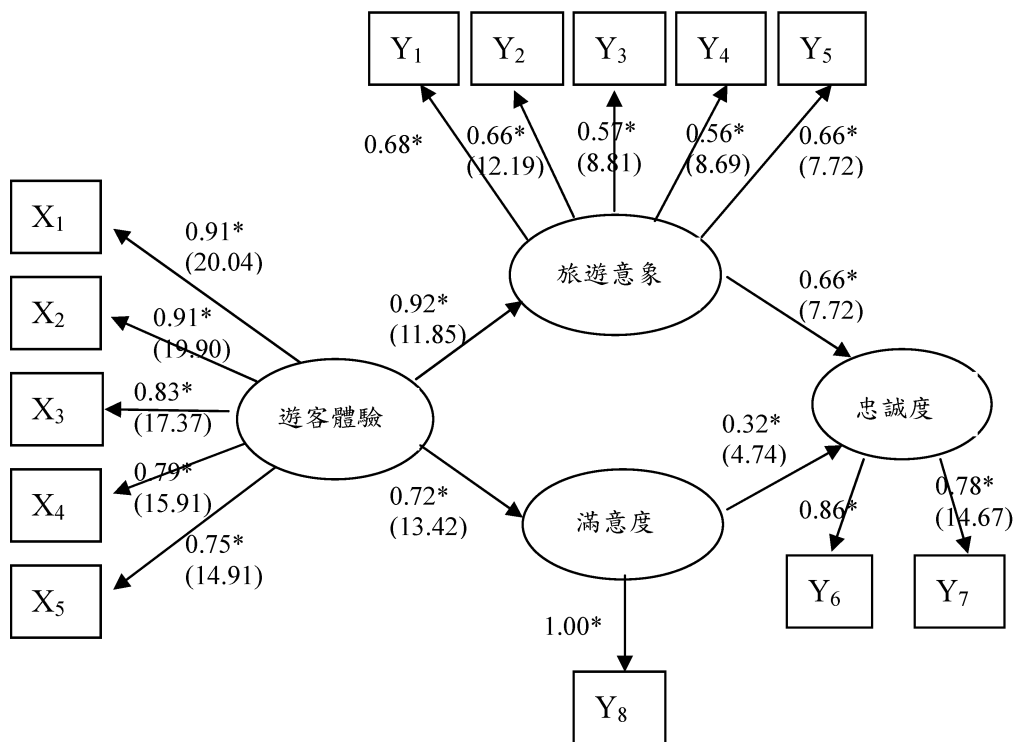 Y1 Y2 Y3 Y4 Y5
0.68*
0.66*
(12.19)
0.57*
(8.81)
0.56*
(8.69)
0.66*
(7.72)
X1
X2
X3
X4
X5
0.91*
(20.04)
0.91*
(19.90)
0.83*
(17.37)
0.79*
(15.91)
0.75*
(14.91)
遊客體驗
0.92*
(11.85)
0.72*
(13.42)
旅遊意象
滿意度
0.66*
(7.72)
0.32*
(4.74)
忠誠度
0.86*
0.78*
(14.67)
Y6 Y7
1.00*
Y8